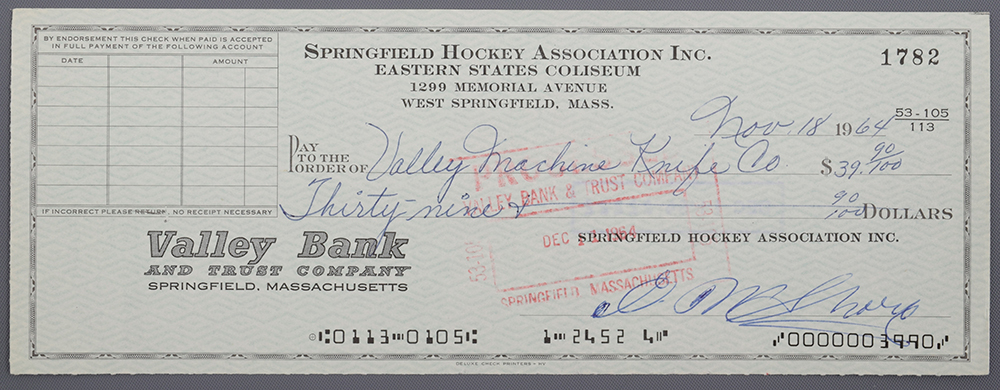 BY ENDORSEMENT THIS CHECK WHEN PAID IS ACCEPTED
IN FULL PAYMENT OF THE FOLLOWING ACCOUNT
DATE AMOUNT
SPRINGFIELD HOCKEY ASSOCIATION INC.
EASTERN STATES COLISEUM
1299 MEMORIAL AVENUE
WEST SPRINGFIELD, MASS.
1782
Nov. 18 1964
53-105
113
PAY
TO THE
ORDER OF Valley Machine Knife Co. $39. 90/100
Thirty-nine & 90/100 DOLLARS
IF INCORRECT PLEASE RETURN. NO RECEIPT NECESSARY
Valley Bank
AND TRUST COMPANY
SPRINGFIELD, MASSACHUSETTS
VALLEY BANK & TRUST COMPANY
DEC 1964
SPRINGFIELD, MASSACHUSETTS
SPRINGFIELD HOCKEY ASSOCIATION INC.
0113 0105 1 2452 4 0000003990
DELUXE CHECK PRINTERS - NY